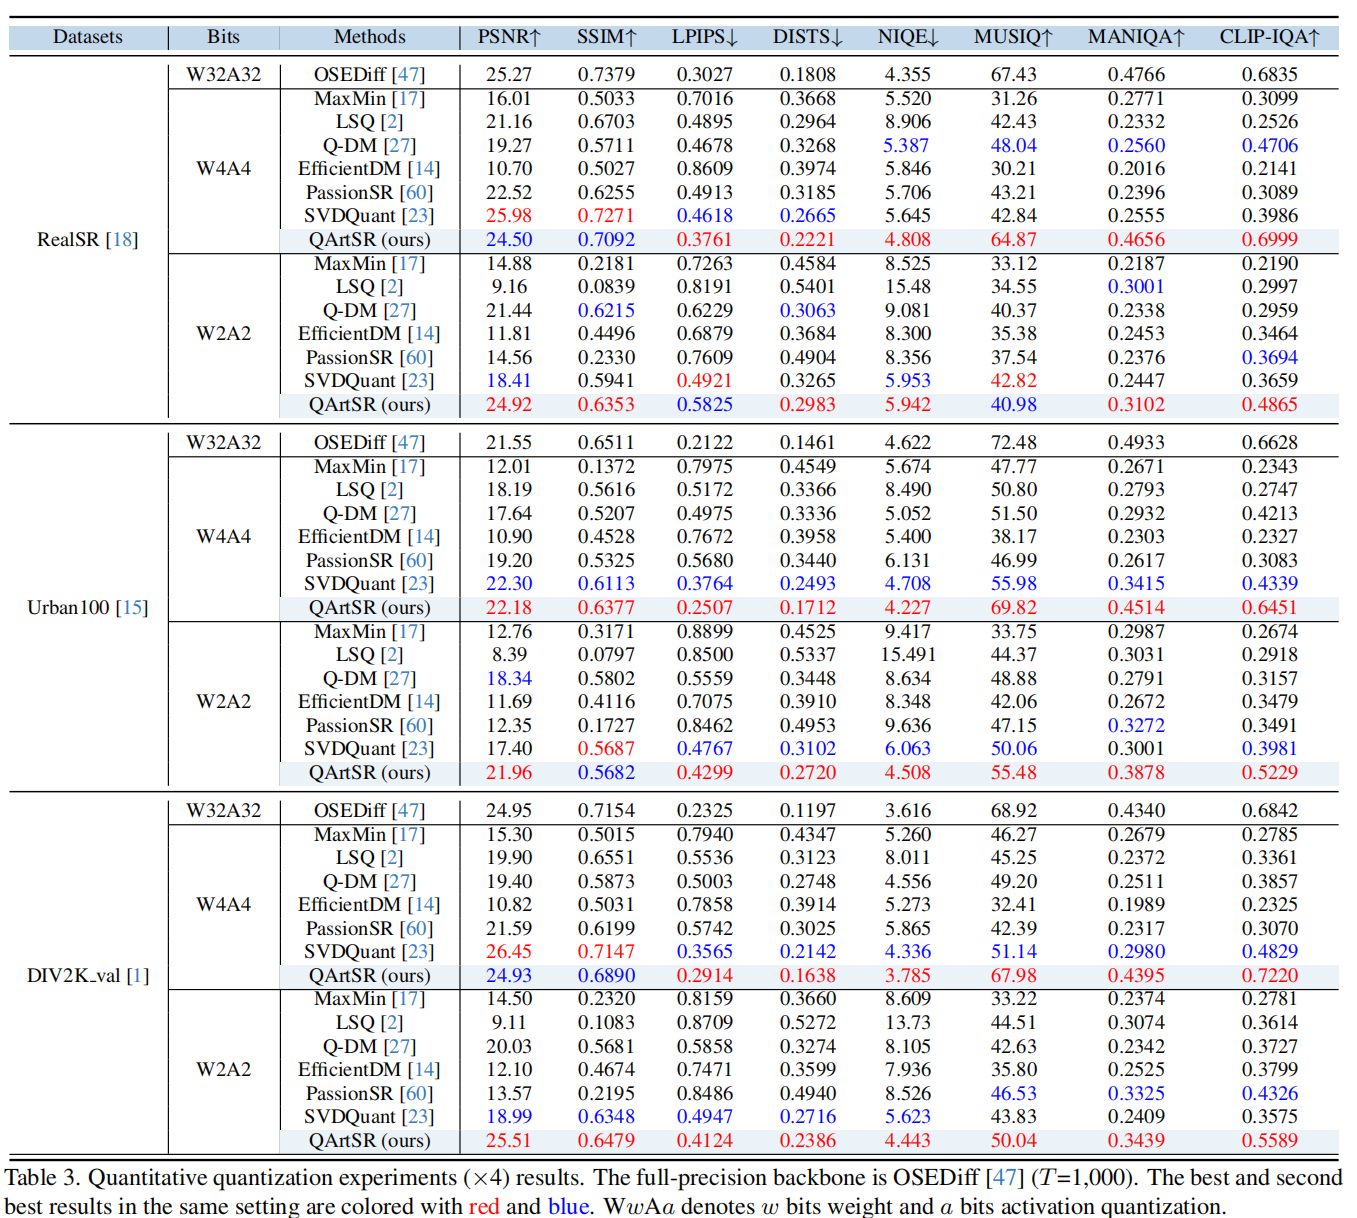 Datasets Bits Methods PSNR↑ SSIM↑ LPIPS↓ DISTS↓ NIQE↓ MUSIQ↑ MANIQA↑ CLIP-IQA↑
W32A32 OSEDiff [47] 25.27 0.7379 0.3027 0.1808 4.355 67.43 0.4766 0.6835
MaxMin [17] 16.01 0.5033 0.7016 0.3668 5.520 31.26 0.2771 0.3099
LSQ [2] 21.16 0.6703 0.4895 0.2964 8.906 42.43 0.2332 0.2526
Q-DM [27] 19.27 0.5711 0.4678 0.3268 5.387 48.04 0.2560 0.4706
W4A4 EfficientDM [14] 10.70 0.5027 0.8609 0.3974 5.846 30.21 0.2016 0.2141
PassionSR [60] 22.52 0.6255 0.4913 0.3185 5.706 43.21 0.2396 0.3089
SVDQuant [23] 25.98 0.7271 0.4618 0.2665 5.645 42.84 0.2555 0.3986
RealSR [18] QArtSR (ours) 24.50 0.7092 0.3761 0.2221 4.808 64.87 0.4656 0.6999
MaxMin [17] 14.88 0.2181 0.7263 0.4584 8.525 33.12 0.2187 0.2190
LSQ [2] 9.16 0.0839 0.8191 0.5401 15.48 34.55 0.3001 0.2997
Q-DM [27] 21.44 0.6215 0.6229 0.3063 9.081 40.37 0.2338 0.2959
W2A2 EfficientDM [14] 11.81 0.4496 0.6879 0.3684 8.300 35.38 0.2453 0.3464
PassionSR [60] 14.56 0.2330 0.7609 0.4904 8.356 37.54 0.2376 0.3694
SVDQuant [23] 18.41 0.5941 0.4921 0.3265 5.953 42.82 0.2447 0.3659
QArtSR (ours) 24.92 0.6353 0.5825 0.2983 5.942 40.98 0.3102 0.4865
W32A32 OSEDiff [47] 21.55 0.6511 0.2122 0.1461 4.622 72.48 0.4933 0.6628
MaxMin [17] 12.01 0.1372 0.7975 0.4549 5.674 47.77 0.2671 0.2343
LSQ [2] 18.19 0.5616 0.5172 0.3366 8.490 50.80 0.2793 0.2747
Q-DM [27] 17.64 0.5207 0.4975 0.3336 5.052 51.50 0.2932 0.4213
W4A4 EfficientDM [14] 10.90 0.4528 0.7672 0.3958 5.400 38.17 0.2303 0.2327
PassionSR [60] 19.20 0.5325 0.5680 0.3440 6.131 46.99 0.2617 0.3083
SVDQuant [23] 22.30 0.6113 0.3764 0.2493 4.708 55.98 0.3415 0.4339
Urban100 [15] QArtSR (ours) 22.18 0.6377 0.2507 0.1712 4.227 69.82 0.4514 0.6451
MaxMin [17] 12.76 0.3171 0.8899 0.4525 9.417 33.75 0.2987 0.2674
LSQ [2] 8.39 0.0797 0.8500 0.5337 15.491 44.37 0.3031 0.2918
Q-DM [27] 18.34 0.5802 0.5559 0.3448 8.634 48.88 0.2791 0.3157
W2A2 EfficientDM [14] 11.69 0.4116 0.7075 0.3910 8.348 42.06 0.2672 0.3479
PassionSR [60] 12.35 0.1727 0.8462 0.4953 9.636 47.15 0.3272 0.3491
SVDQuant [23] 17.40 0.5687 0.4767 0.3102 6.063 50.06 0.3001 0.3981
QArtSR (ours) 21.96 0.5682 0.4299 0.2720 4.508 55.48 0.3878 0.5229
W32A32 OSEDiff [47] 24.95 0.7154 0.2325 0.1197 3.616 68.92 0.4340 0.6842
MaxMin [17] 15.30 0.5015 0.7940 0.4347 5.260 46.27 0.2679 0.2785
LSQ [2] 19.90 0.6551 0.5536 0.3123 8.011 45.25 0.2372 0.3361
Q-DM [27] 19.40 0.5873 0.5003 0.2748 4.556 49.20 0.2511 0.3857
W4A4 EfficientDM [14] 10.82 0.5031 0.7858 0.3914 5.273 32.41 0.1989 0.2325
PassionSR [60] 21.59 0.6199 0.5742 0.3025 5.865 42.39 0.2317 0.3070
SVDQuant [23] 26.45 0.7147 0.3565 0.2142 4.336 51.14 0.2980 0.4829
DIV2K_val [1] QArtSR (ours) 24.93 0.6890 0.2914 0.1638 3.785 67.98 0.4395 0.7220
MaxMin [17] 14.50 0.2320 0.8159 0.3660 8.609 33.22 0.2374 0.2781
LSQ [2] 9.11 0.1083 0.8709 0.5272 13.73 44.51 0.3074 0.3614
Q-DM [27] 20.03 0.5681 0.5858 0.3274 8.105 42.63 0.2342 0.3727
W2A2 EfficientDM [14] 12.10 0.4674 0.7471 0.3599 7.936 35.80 0.2525 0.3799
PassionSR [60] 13.57 0.2195 0.8486 0.4940 8.526 46.53 0.3325 0.4326
SVDQuant [23] 18.99 0.6348 0.4947 0.2716 5.623 43.83 0.2409 0.3575
QArtSR (ours) 25.51 0.6479 0.4124 0.2386 4.443 50.04 0.3439 0.5589
Table 3. Quantitative quantization experiments (×4) results. The full-precision backbone is OSEDiff [47] (T=1,000). The best and second
best results in the same setting are colored with red and blue. WwAa denotes w bits weight and a bits activation quantization.